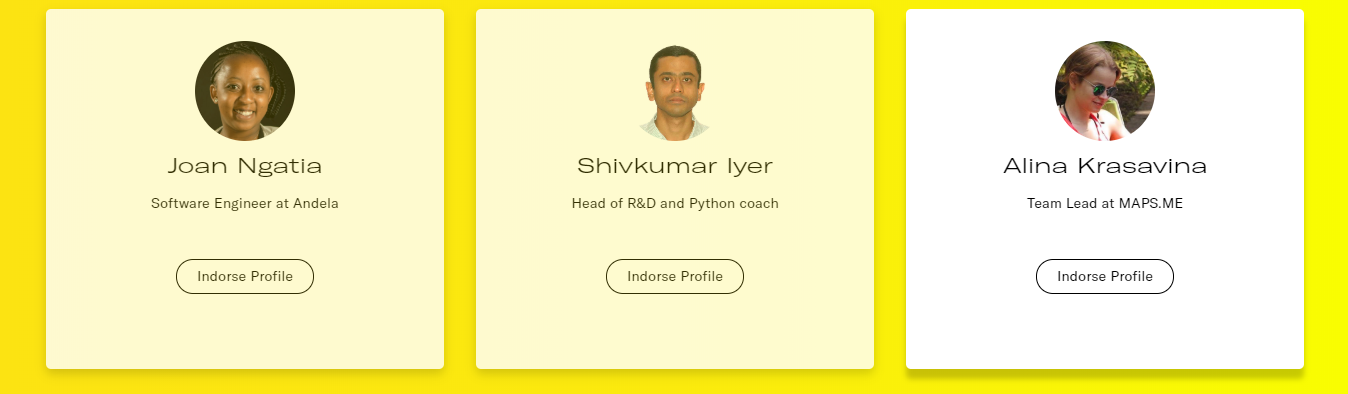 Joan Ngatia
Software Engineer at Andela
Indorse Profile
Shivkumar Iyer
Head of R&D and Python coach
Indorse Profile
Alina Krasavina
Team Lead at MAPS.ME
Indorse Profile